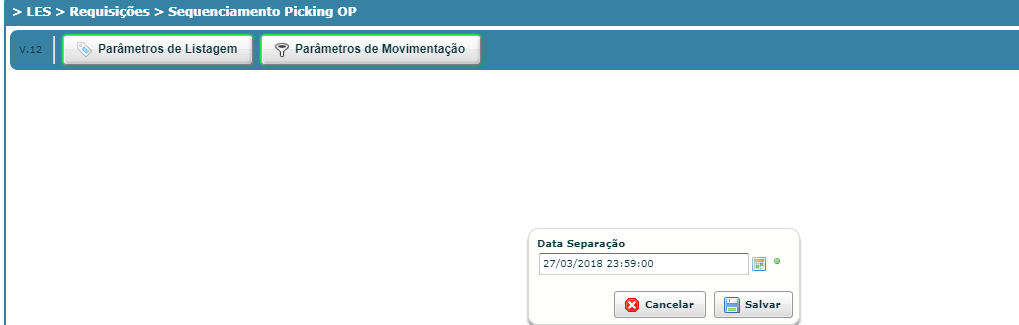 > LES > Requisições > Sequenciamento Picking OP
V.12 Parâmetros de Listagem Parâmetros de Movimentação
Data Separação
27/03/2018 23:59:00
Cancelar Salvar